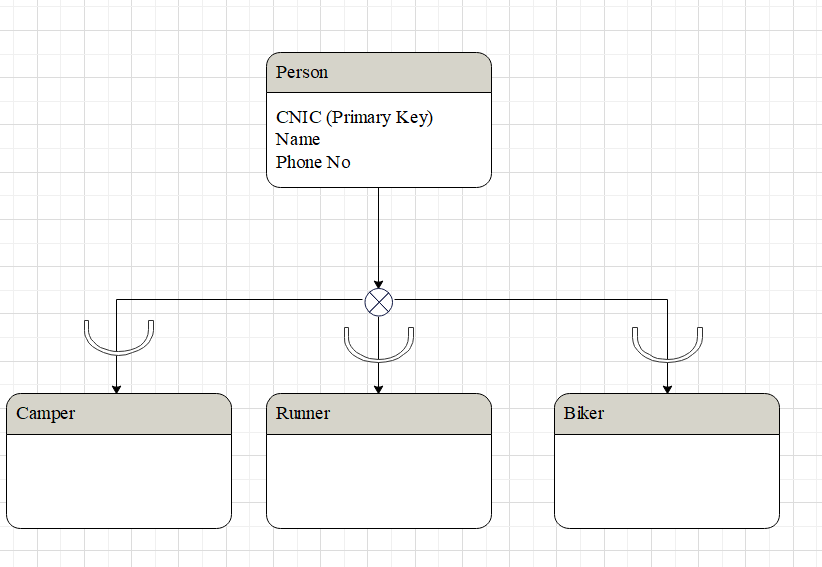 Person
CNIC (Primary Key)
Name
Phone No
Camper
Runner
Biker